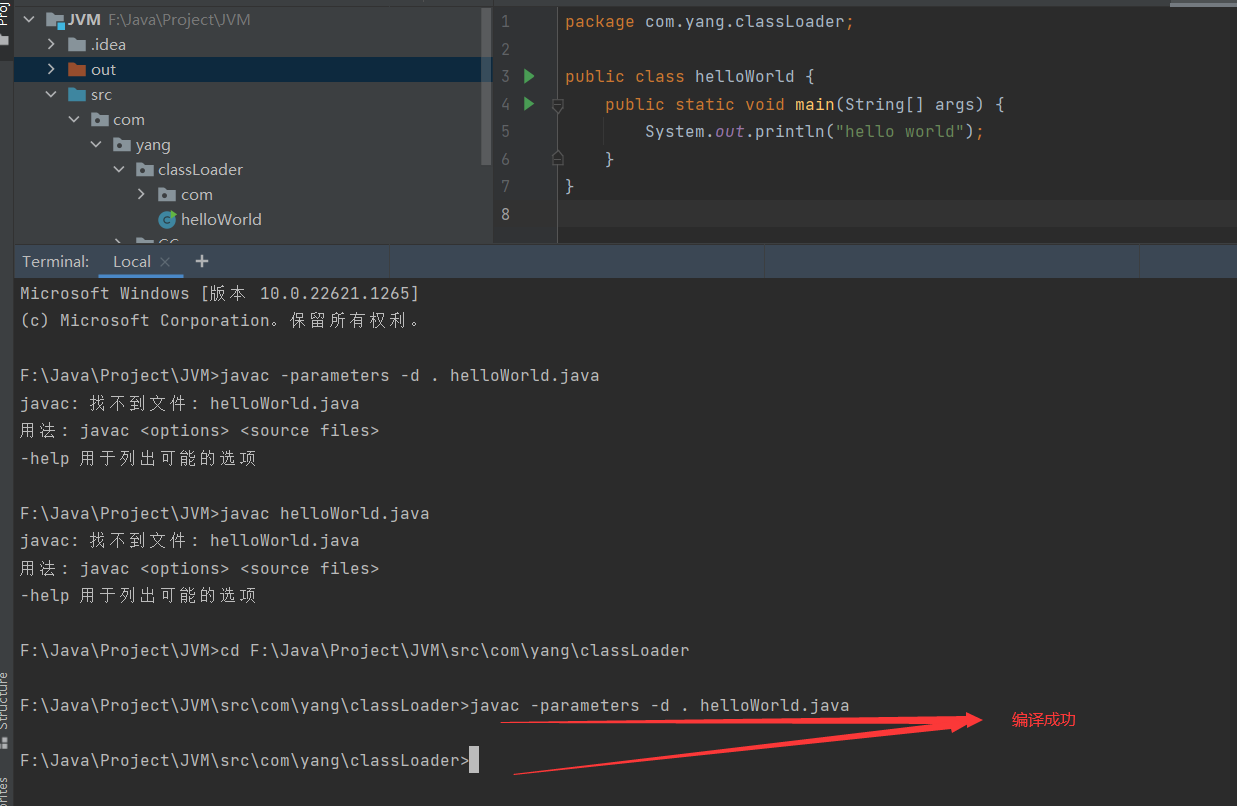 JVM F:\Java\Project\JVM
.idea
out
src
com
yang
classLoader
com
helloWorld
1 package com.yang.classLoader;
2
3 public class helloWorld {
4 public static void main(String[] args) {
5 System.out.println("hello world");
6 }
7 }
8
Terminal: Local × +
Microsoft Windows [版本 10.0.22621.1265]
(c) Microsoft Corporation。保留所有权利。
F:\Java\Project\JVM>javac -parameters -d . helloWorld.java
javac: 找不到文件: helloWorld.java
用法: javac <options> <source files>
-help 用于列出可能的选项
F:\Java\Project\JVM>javac helloWorld.java
javac: 找不到文件: helloWorld.java
用法: javac <options> <source files>
-help 用于列出可能的选项
F:\Java\Project\JVM>cd F:\Java\Project\JVM\src\com\yang\classLoader
F:\Java\Project\JVM\src\com\yang\classLoader>javac -parameters -d . helloWorld.java
编译成功
F:\Java\Project\JVM\src\com\yang\classLoader>
Structure